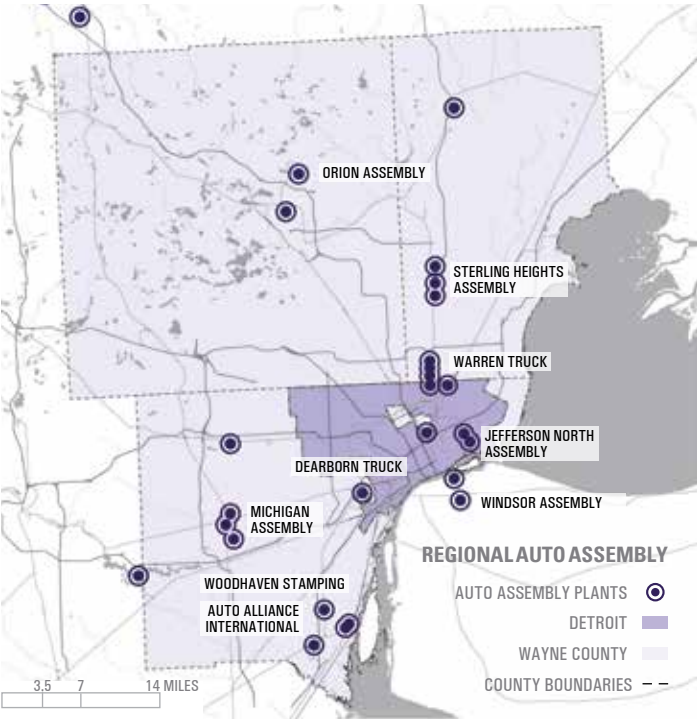 ORION ASSEMBLY
STERLING HEIGHTS
ASSEMBLY
WARREN TRUCK
JEFFERSON NORTH
ASSEMBLY
DEARBORN TRUCK
WINDSOR ASSEMBLY
MICHIGAN
ASSEMBLY
WOODHAVEN STAMPING
AUTO ALLIANCE
INTERNATIONAL
REGIONAL AUTO ASSEMBLY
AUTO ASSEMBLY PLANTS
DETROIT
WAYNE COUNTY
COUNTY BOUNDARIES
3.5 7 14 MILES